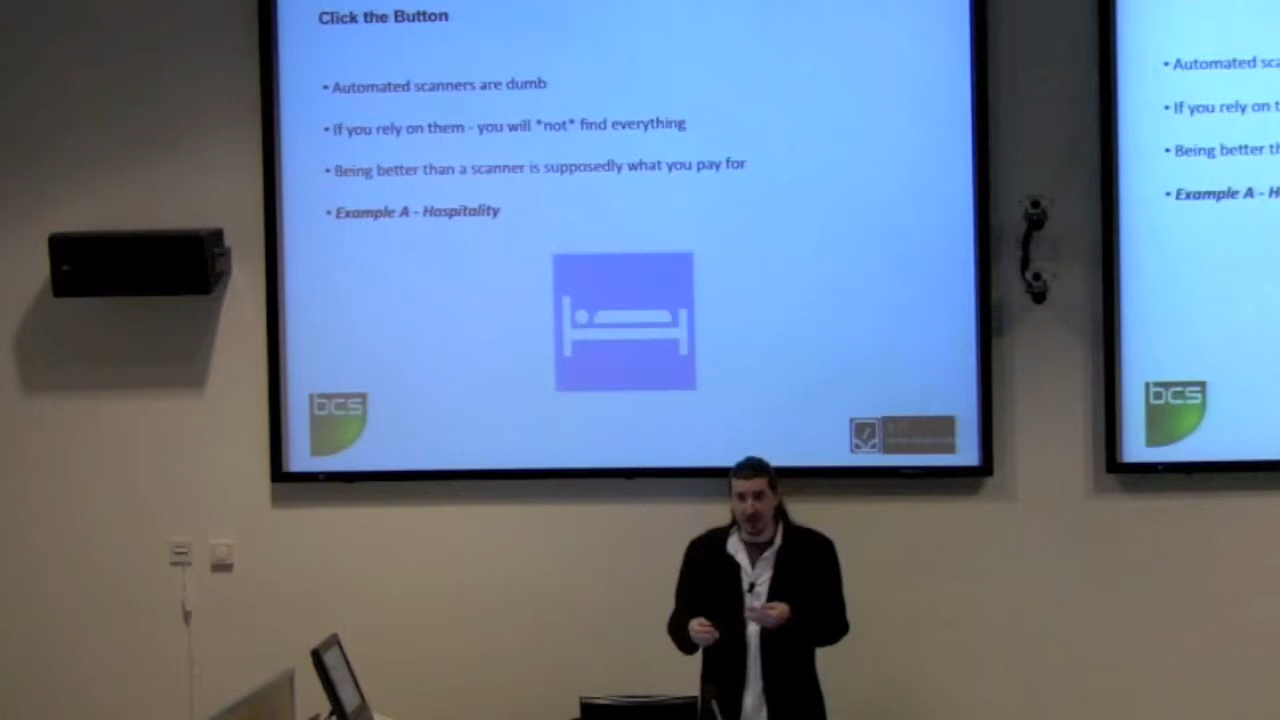 Click the Button
• Automated scanners are dumb
• If you rely on them - you will *not* find everything
• Being better than a scanner is supposedly what you pay for
• Example A - Hospitality
bcs
• Automated sca
• If you rely on t
• Being better th
• Example A - H
bcs